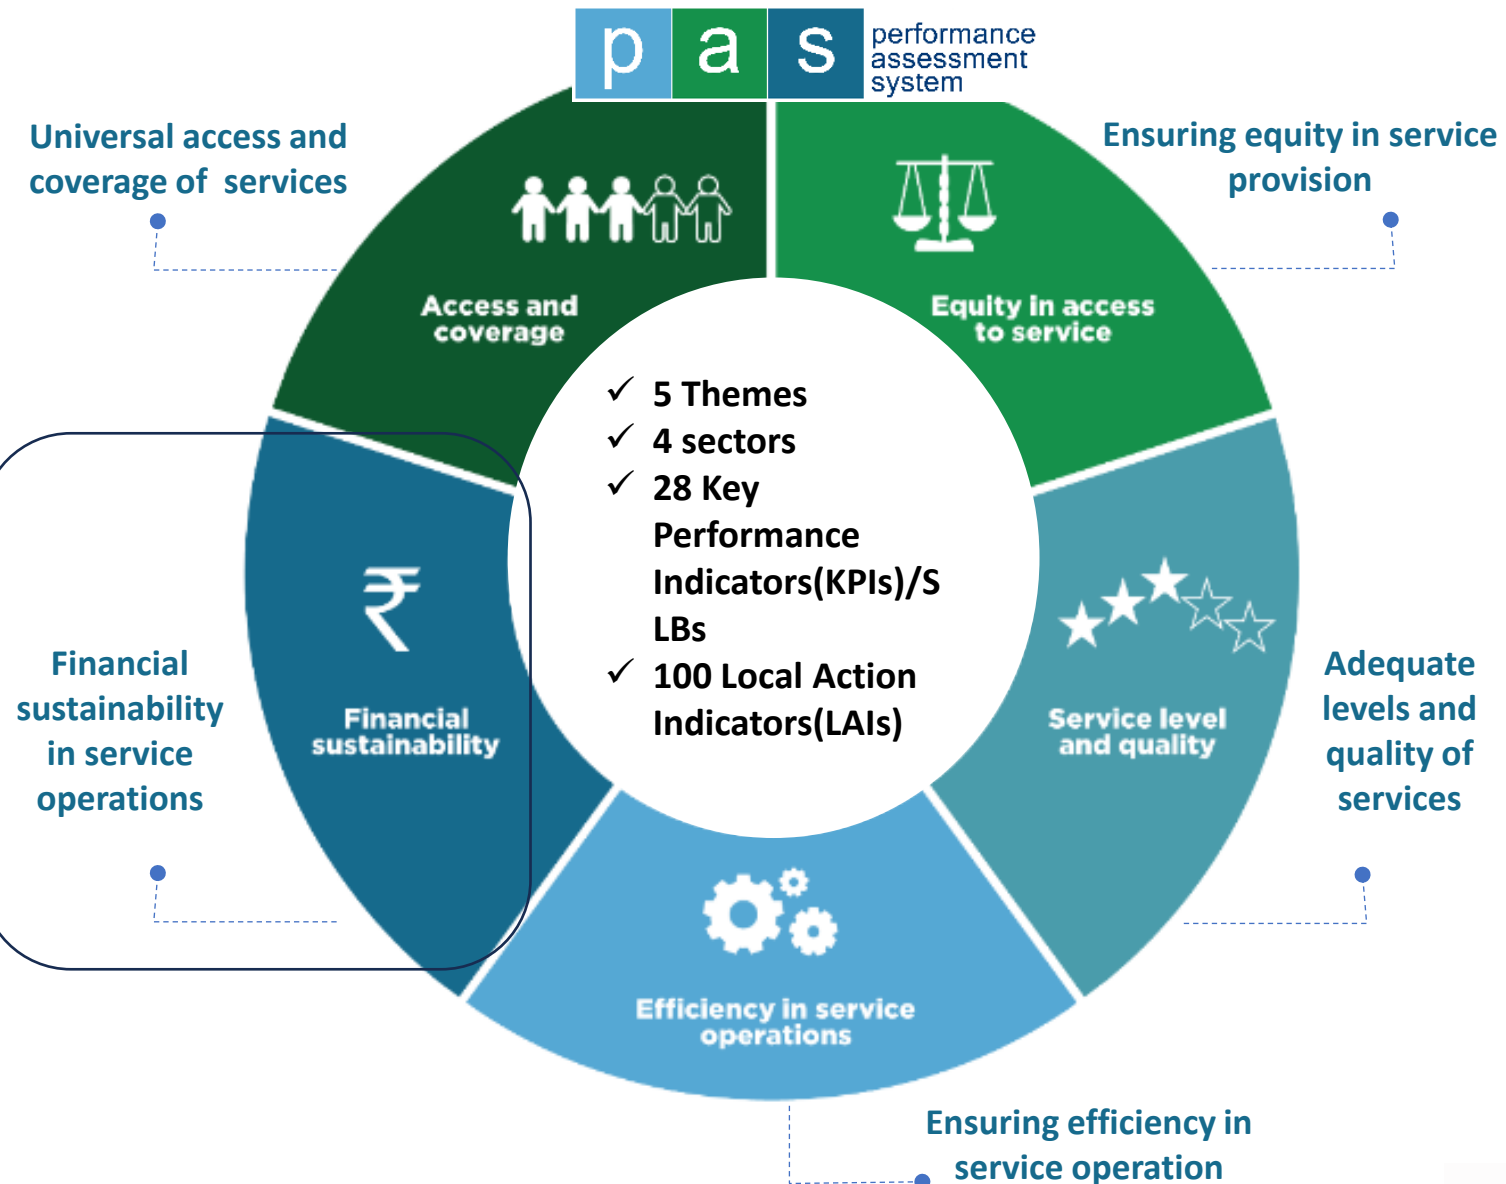 p a s
performance
assessment
system
Universal access and
coverage of services
Ensuring equity in service
provision
Access and
coverage
Equity in access
to service
✓ 5 Themes
✓ 4 sectors
✓ 28 Key
Performance
Indicators(KPIs)/S
LBs
✓ 100 Local Action
Indicators(LAIs)
₹
Financial
sustainability
in service
operations
Financial
sustainability
Service level
and quality
Adequate
levels and
quality of
services
Efficiency in service
operations
Ensuring efficiency in
service operation